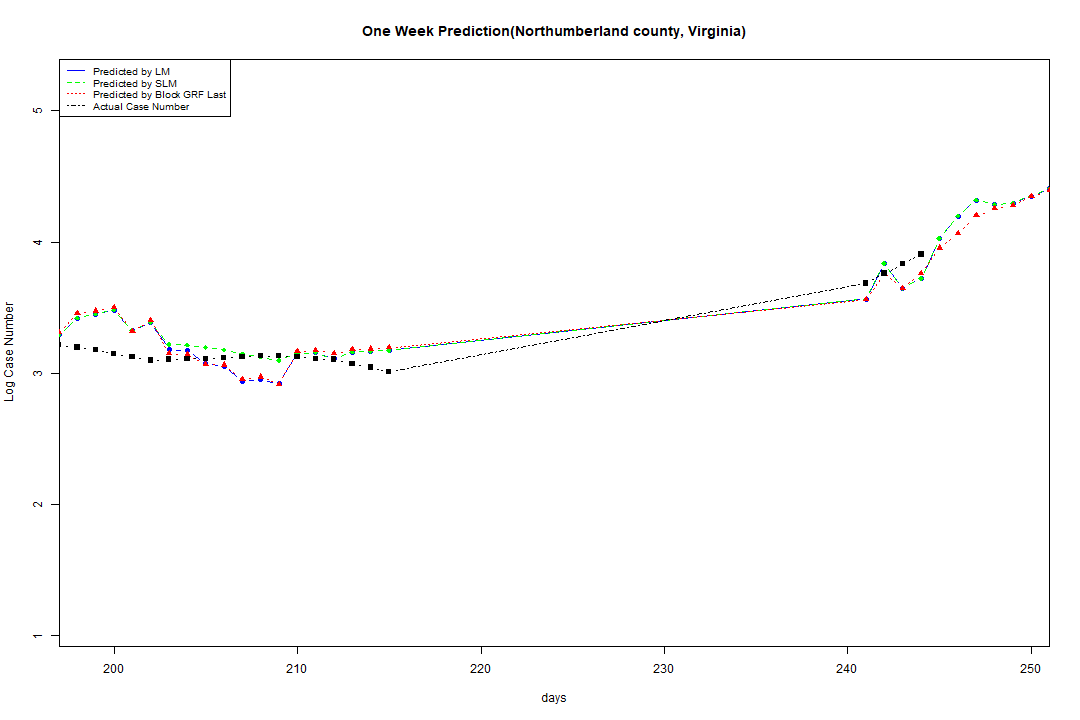 One Week Prediction(Northumberland county, Virginia)
Predicted by LM
Predicted by SLM
Predicted by Block GRF Last
Actual Case Number
5
4
3
2
1
Log Case Number
200 210 220 230 240 250
days